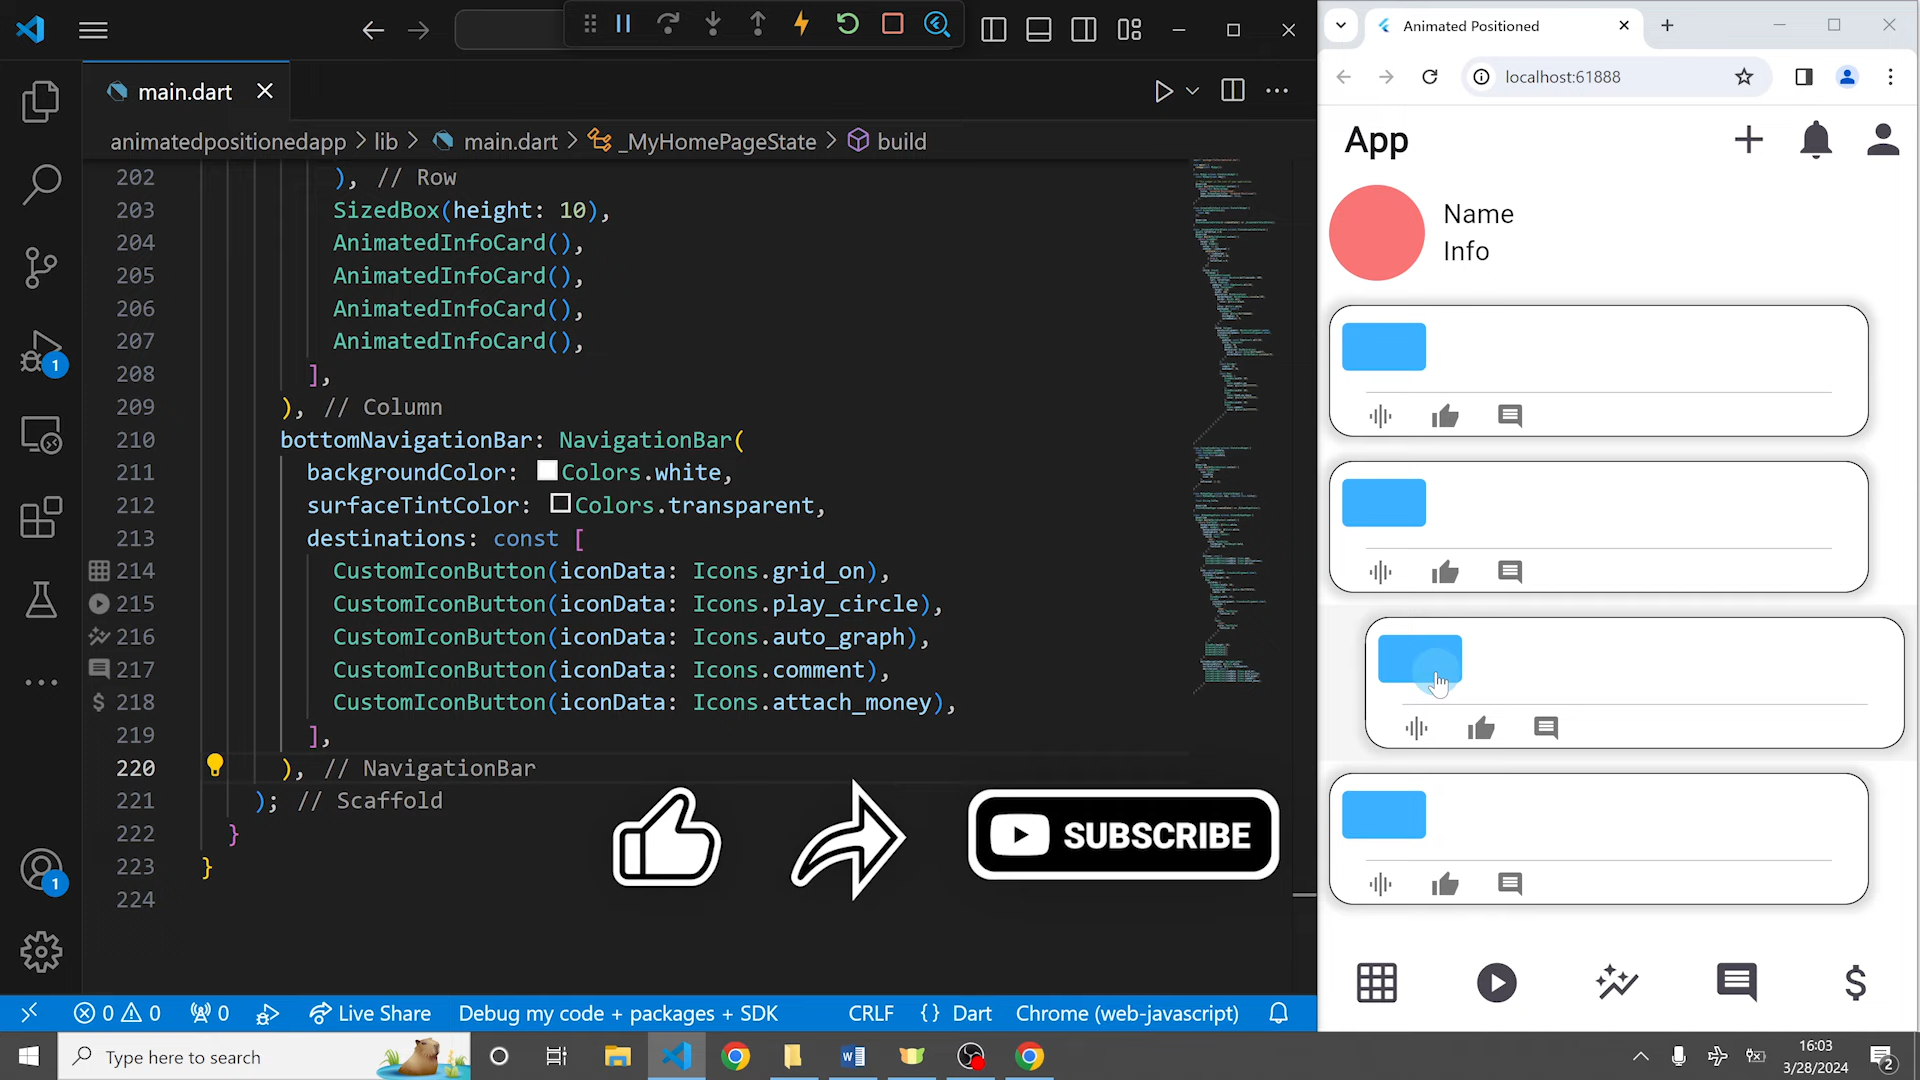 main.dart
animatedpositionedapp > lib > main.dart > _MyHomePageState > build
202 ), // Row
203 SizedBox(height: 10),
204 AnimatedInfoCard(),
205 AnimatedInfoCard(),
206 AnimatedInfoCard(),
207 AnimatedInfoCard(),
208 ],
209 ), // Column
210 bottomNavigationBar: NavigationBar(
211 backgroundColor: Colors.white,
212 surfaceTintColor: Colors.transparent,
213 destinations: const [
214 CustomIconButton(iconData: Icons.grid_on),
215 CustomIconButton(iconData: Icons.play_circle),
216 CustomIconButton(iconData: Icons.auto_graph),
217 CustomIconButton(iconData: Icons.comment),
218 CustomIconButton(iconData: Icons.attach_money),
219 ],
220 ), // NavigationBar
221 ); // Scaffold
222 }
223 }
224
1
1
SUBSCRIBE
0 0 0 Live Share Debug my code + packages + SDK CRLF {} Dart Chrome (web-javascript)
Animated Positioned
localhost:61888
App
Name
Info
Type here to search
16:03
3/28/2024
2